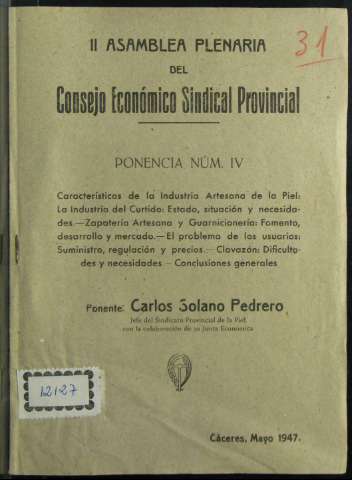 31
II ASAMBLEA PLENARIA
DEL
Consejo Económico Sindical Provincial
PONENCIA NÚM. IV
Características de la Industria Artesana de la Piel:
La Industria del Curtido: Estado, situación y necesida-
des.—Zapatería Artesana y Guarnicionería: Fomento,
desarrollo y mercado.—El problema de los usuarios:
Suministro, regulación y precios.—Clavazón: Dificulta-
des y necesidades.—Conclusiones generales
Ponente: Carlos Solano Pedrero
Jefe del Sindicato Provincial de la Piel
con la colaboración de su Junta Económica
12127
Cáceres, Mayo 1947.